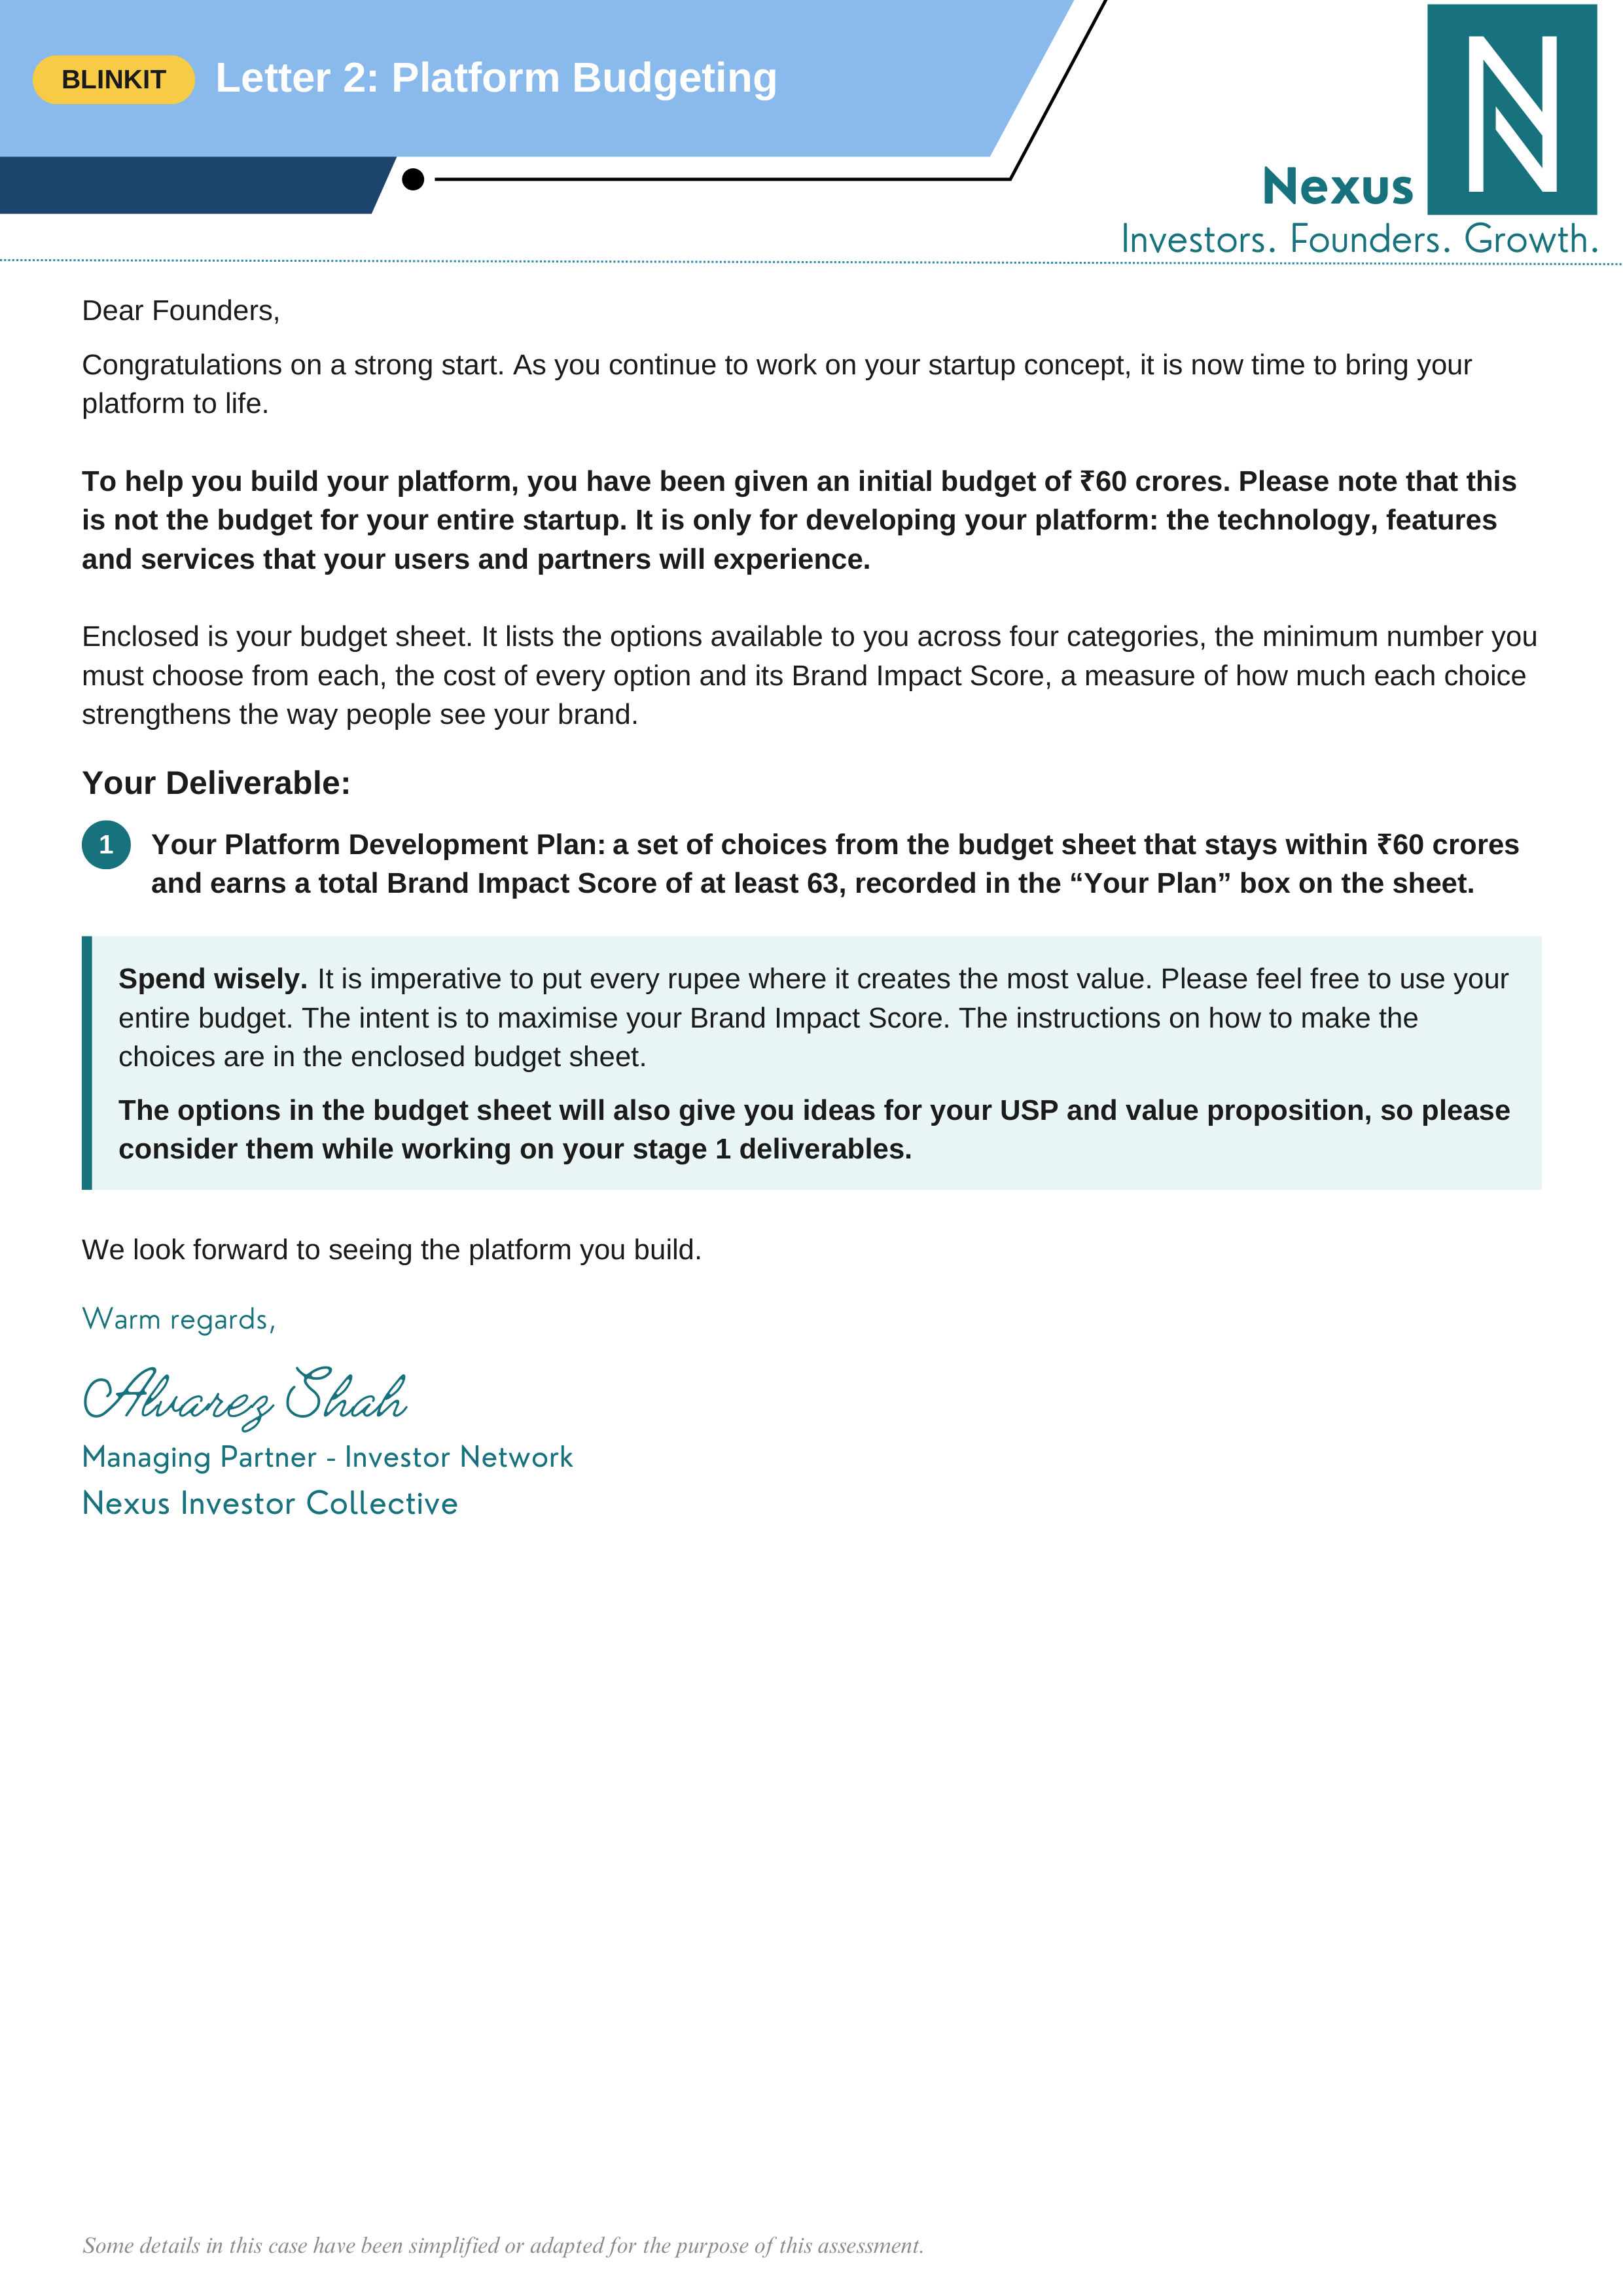 BLINKIT Letter 2: Platform Budgeting
N
Nexus
Investors. Founders. Growth.
Dear Founders,
Congratulations on a strong start. As you continue to work on your startup concept, it is now time to bring your
platform to life.
To help you build your platform, you have been given an initial budget of ₹60 crores. Please note that this
is not the budget for your entire startup. It is only for developing your platform: the technology, features
and services that your users and partners will experience.
Enclosed is your budget sheet. It lists the options available to you across four categories, the minimum number you
must choose from each, the cost of every option and its Brand Impact Score, a measure of how much each choice
strengthens the way people see your brand.
Your Deliverable:
1 Your Platform Development Plan: a set of choices from the budget sheet that stays within ₹60 crores
and earns a total Brand Impact Score of at least 63, recorded in the “Your Plan” box on the sheet.
Spend wisely. It is imperative to put every rupee where it creates the most value. Please feel free to use your
entire budget. The intent is to maximise your Brand Impact Score. The instructions on how to make the
choices are in the enclosed budget sheet.
The options in the budget sheet will also give you ideas for your USP and value proposition, so please
consider them while working on your stage 1 deliverables.
We look forward to seeing the platform you build.
Warm regards,
Alvarez Shah
Managing Partner - Investor Network
Nexus Investor Collective
Some details in this case have been simplified or adapted for the purpose of this assessment.